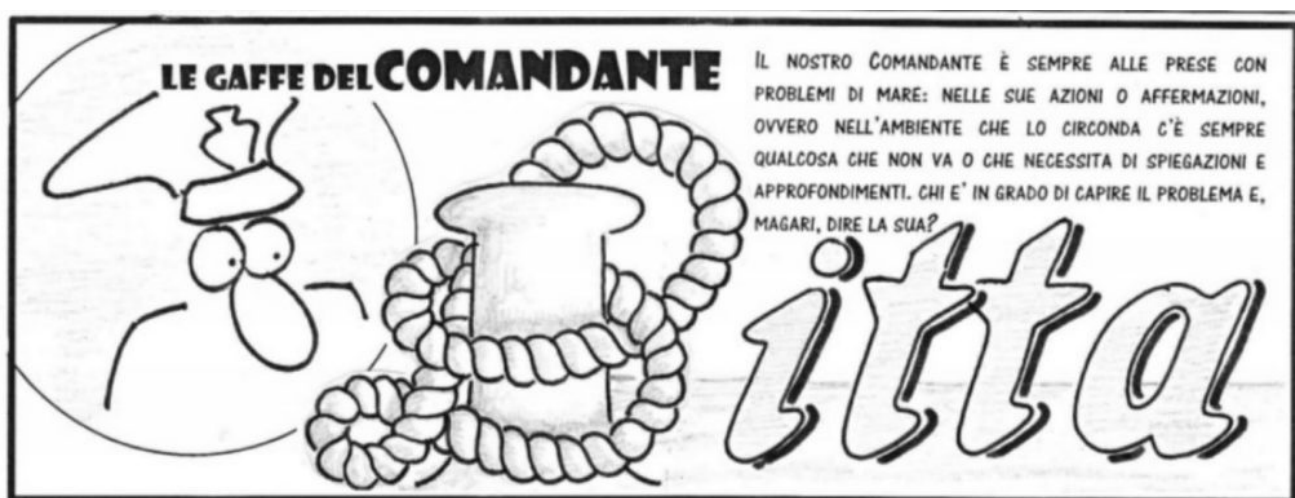 LE GAFFE DEL COMANDANTE
IL NOSTRO COMANDANTE È SEMPRE ALLE PRESE CON
PROBLEMI DI MARE: NELLE SUE AZIONI O AFFERMAZIONI,
OVVERO NELL'AMBIENTE CHE LO CIRCONDA C'È SEMPRE
QUALCOSA CHE NON VA O CHE NECESSITA DI SPIEGAZIONI E
APPROFONDIMENTI. CHI E' IN GRADO DI CAPIRE IL PROBLEMA E,
MAGARI, DIRE LA SUA?
Bitta